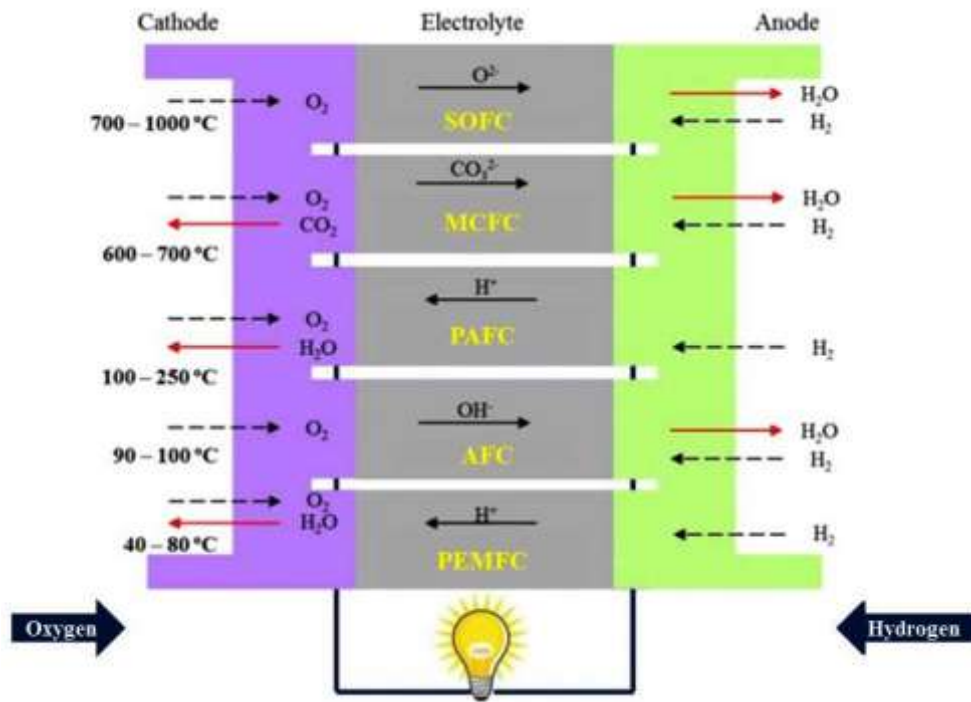 Cathode Electrolyte Anode
O²⁻
O₂ H₂O
700 – 1000 °C SOFC H₂
CO₃²⁻
O₂ H₂O
CO₂ MCFC H₂
600 – 700 °C
H⁺
O₂
PAFC
H₂O H₂
100 – 250 °C
OH⁻
O₂ H₂O
90 – 100 °C AFC H₂
O₂
H⁺
H₂O H₂
40 – 80 °C PEMFC
Oxygen Hydrogen